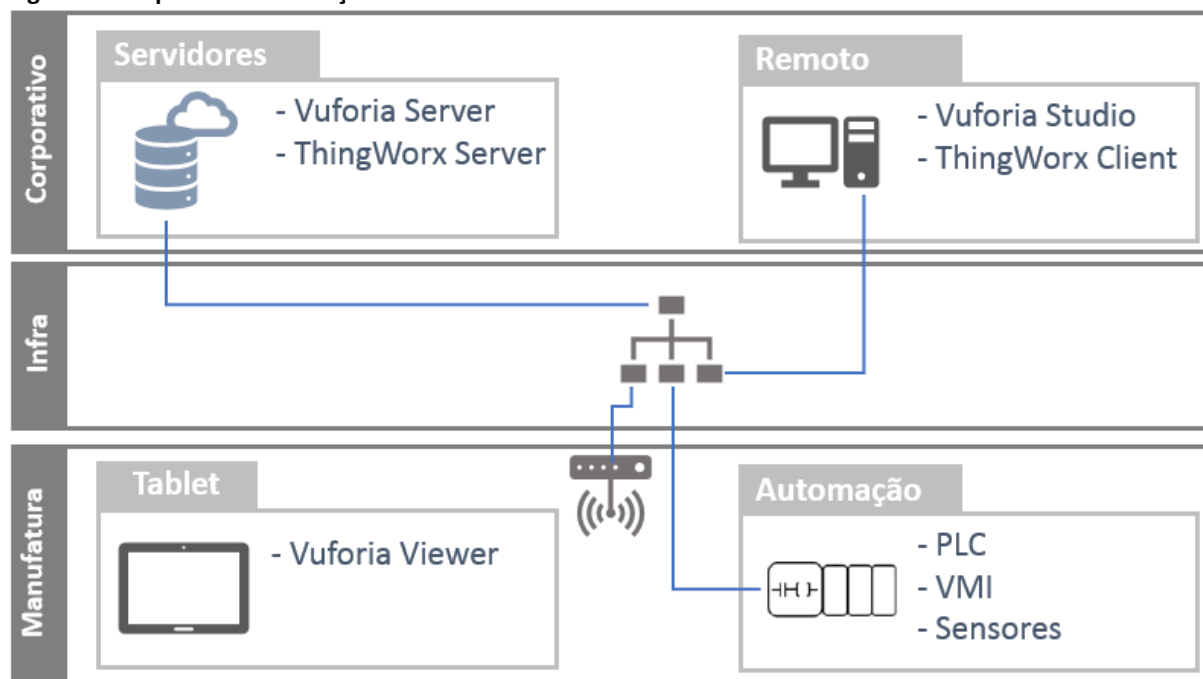 Corporativo
Servidores
- Vuforia Server
- ThingWorx Server
Remoto
- Vuforia Studio
- ThingWorx Client
Infra
Manufatura
Tablet
- Vuforia Viewer
Automação
- PLC
- VMI
- Sensores